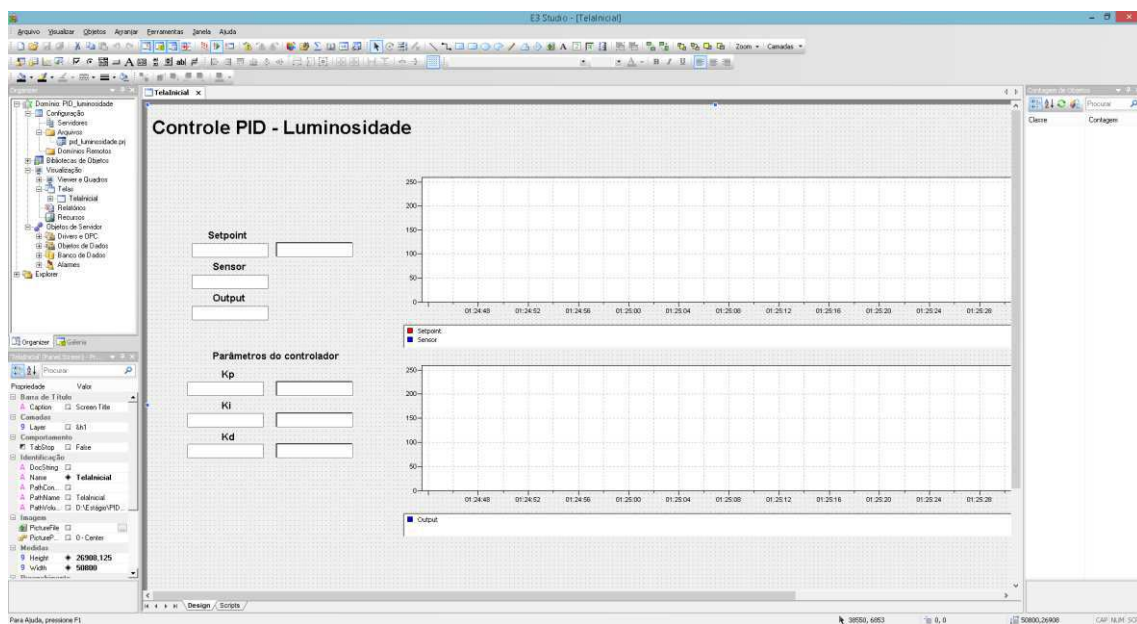 E3 Studio - [TelaInicial]
Arquivo Visualizar Objetos Arranjar Ferramentas Janela Ajuda
Zoom Camadas
Organizer
TelaInicial x
Contagem de Objetos
Domínio: PID_luminosidade
Configuração
Servidores
Arquivos
pid_luminosidade.prj
Domínios Remotos
Bibliotecas de Objetos
Visualização
Viewer e Quadros
Telas
TelaInicial
Relatórios
Recursos
Objetos de Servidor
Drivers e OPC
Objetos de Dados
Banco de Dados
Alarmes
Explorer
Organizer Galeria
Procurar
Propriedade Valor
Barra de Título
Caption Screen Title
Camadas
Layer &h1
Comportamento
TabStop False
Identificação
DocString
Name TelaInicial
PathCon...
PathName TelaInicial
PathVolu... D:\Estágio\PID...
Imagem
PictureFile
PictureP... 0 - Center
Medidas
Height 26908,125
Width 50800
Controle PID - Luminosidade
Setpoint
Sensor
Output
Parâmetros do controlador
Kp
Ki
Kd
250
200
150
100
50
0
01:24:48 01:24:52 01:24:56 01:25:00 01:25:04 01:25:08 01:25:12 01:25:16 01:25:20 01:25:24 01:25:28
Setpoint
Sensor
250
200
150
100
50
0
01:24:48 01:24:52 01:24:56 01:25:00 01:25:04 01:25:08 01:25:12 01:25:16 01:25:20 01:25:24 01:25:28
Output
Procurar
Classe Contagem
Design Scripts
Para Ajuda, pressione F1
38550, 6853 0, 0 50800,26908 CAP NUM